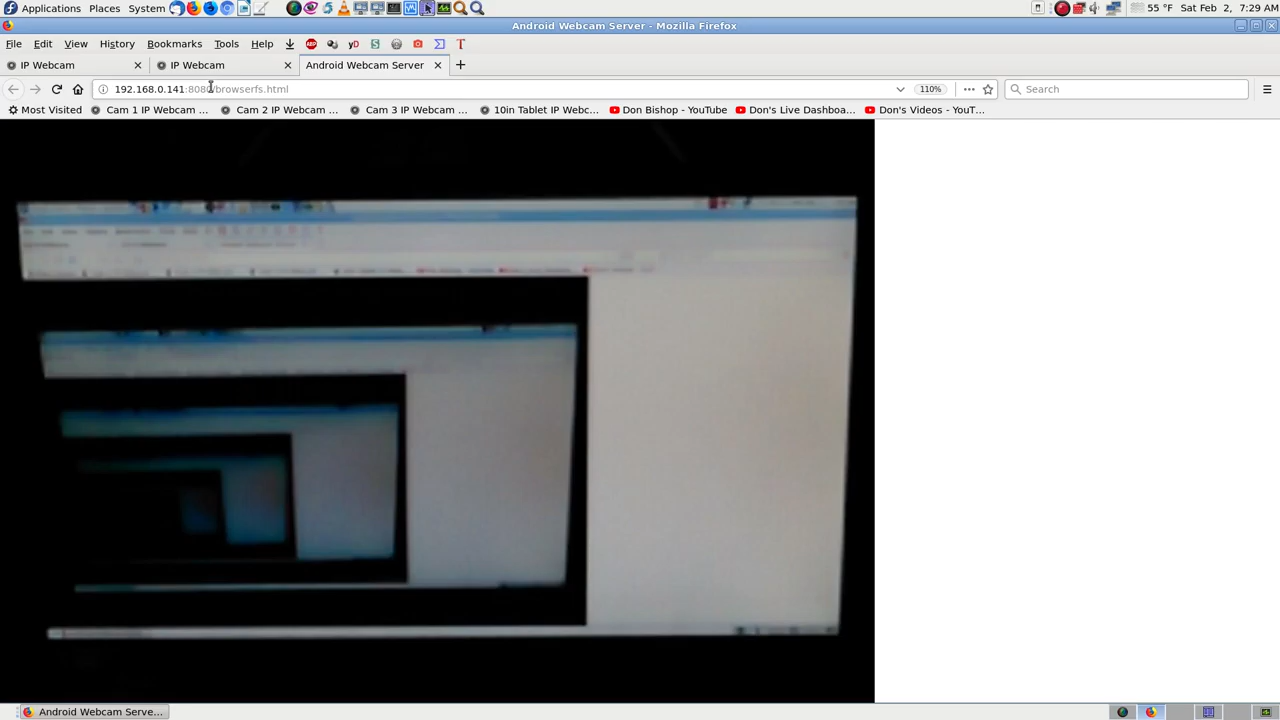 Applications Places System 55 °F Sat Feb 2, 7:29 AM
Android Webcam Server - Mozilla Firefox
File Edit View History Bookmarks Tools Help ABP yD S T
IP Webcam IP Webcam Android Webcam Server
192.168.0.141:8080/browserfs.html 110% Search
Most Visited Cam 1 IP Webcam ... Cam 2 IP Webcam ... Cam 3 IP Webcam ... 10in Tablet IP Webc... Don Bishop - YouTube Don's Live Dashboa... Don's Videos - YouT...
Android Webcam Serve...